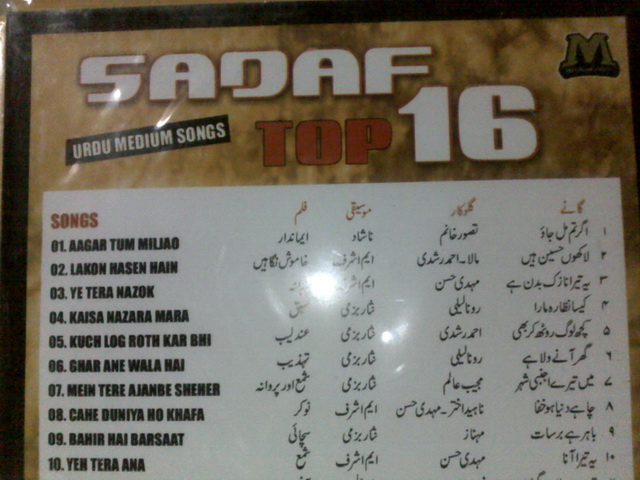 SADAF
URDU MEDIUM SONGS
TOP 16
M
SONGS فلم موسیقی گلوکار گانے
01. AAGAR TUM MILJAO ایماندار ناشاد تصور خانم اگر تم مل جاؤ ۱
02. LAKON HASEN HAIN خاموش نگاہیں ایم اشرف مالا۔احمد رشدی لاکھوں حسین ہیں ۲
03. YE TERA NAZOK ایم اشرف مہدی حسن یہ تیرا نازک بدن ہے ۳
04. KAISA NAZARA MARA نثار بزمی رونا لیلیٰ کیسا نظارہ مارا ۴
05. KUCH LOG ROTH KAR BHI عندلیب نثار بزمی احمد رشدی کچھ لوگ روٹھ کر بھی ۵
06. GHAR ANE WALA HAI تہذیب نثار بزمی رونا لیلیٰ گھر آنے ولا ہے ۶
07. MEIN TERE AJANBE SHEHER شمع اور پروانہ نثار بزمی مجیب عالم میں تیرے اجنبی شہر ۷
08. CAHE DUNIYA HO KHAFA نوکر ایم اشرف ناہید اختر۔مہدی حسن چاہے دنیا ہو خفا ۸
09. BAHIR HAI BARSAAT سچائی نثار بزمی مہناز باہر ہے برسات ۹
10. YEH TERA ANA شمع ایم اشرف مہدی حسن یہ تیرا آنا ۱۰